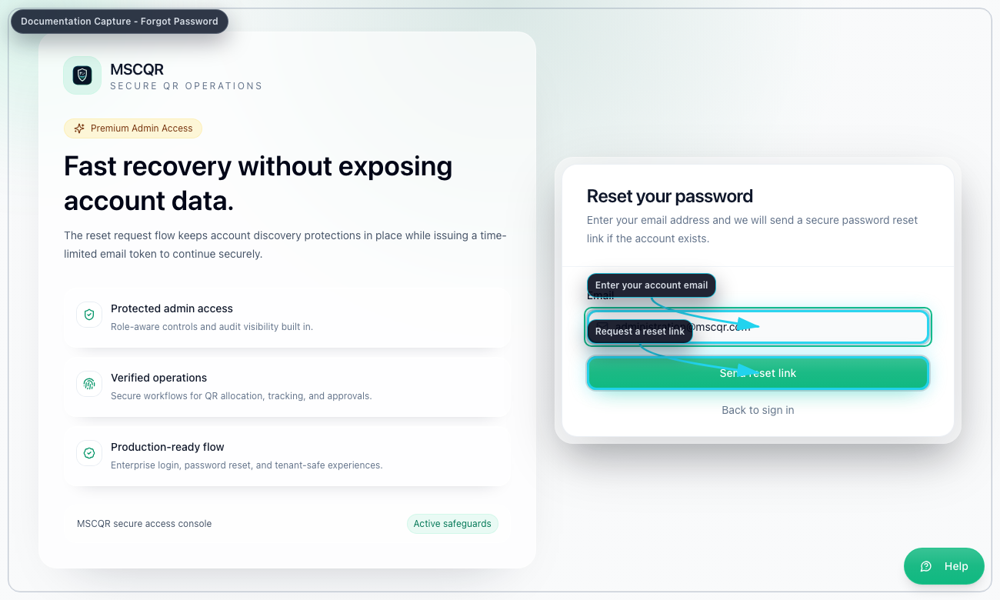 Documentation Capture - Forgot Password
MSCQR
SECURE QR OPERATIONS
Premium Admin Access
Fast recovery without exposing
account data.
The reset request flow keeps account discovery protections in place while issuing a time-
limited email token to continue securely.
Protected admin access
Role-aware controls and audit visibility built in.
Verified operations
Secure workflows for QR allocation, tracking, and approvals.
Production-ready flow
Enterprise login, password reset, and tenant-safe experiences.
MSCQR secure access console
Active safeguards
Reset your password
Enter your email address and we will send a secure password reset
link if the account exists.
Enter your account email
Email
administration@mscqr.com
Request a reset link
Send reset link
Back to sign in
Help